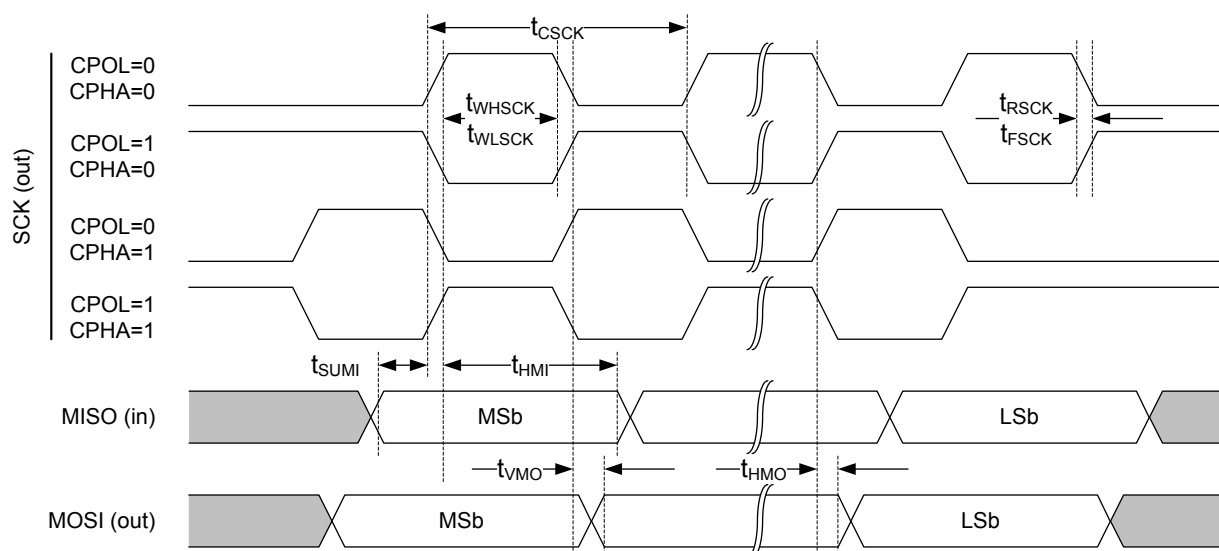 tCSCK
SCK (out)
CPOL=0
CPHA=0
tWHSCK
tWLSCK
tRSCK
tFSCK
CPOL=1
CPHA=0
CPOL=0
CPHA=1
CPOL=1
CPHA=1
tSUMI
tHMI
MISO (in)
MSb
LSb
tVMO
tHMO
MOSI (out)
MSb
LSb